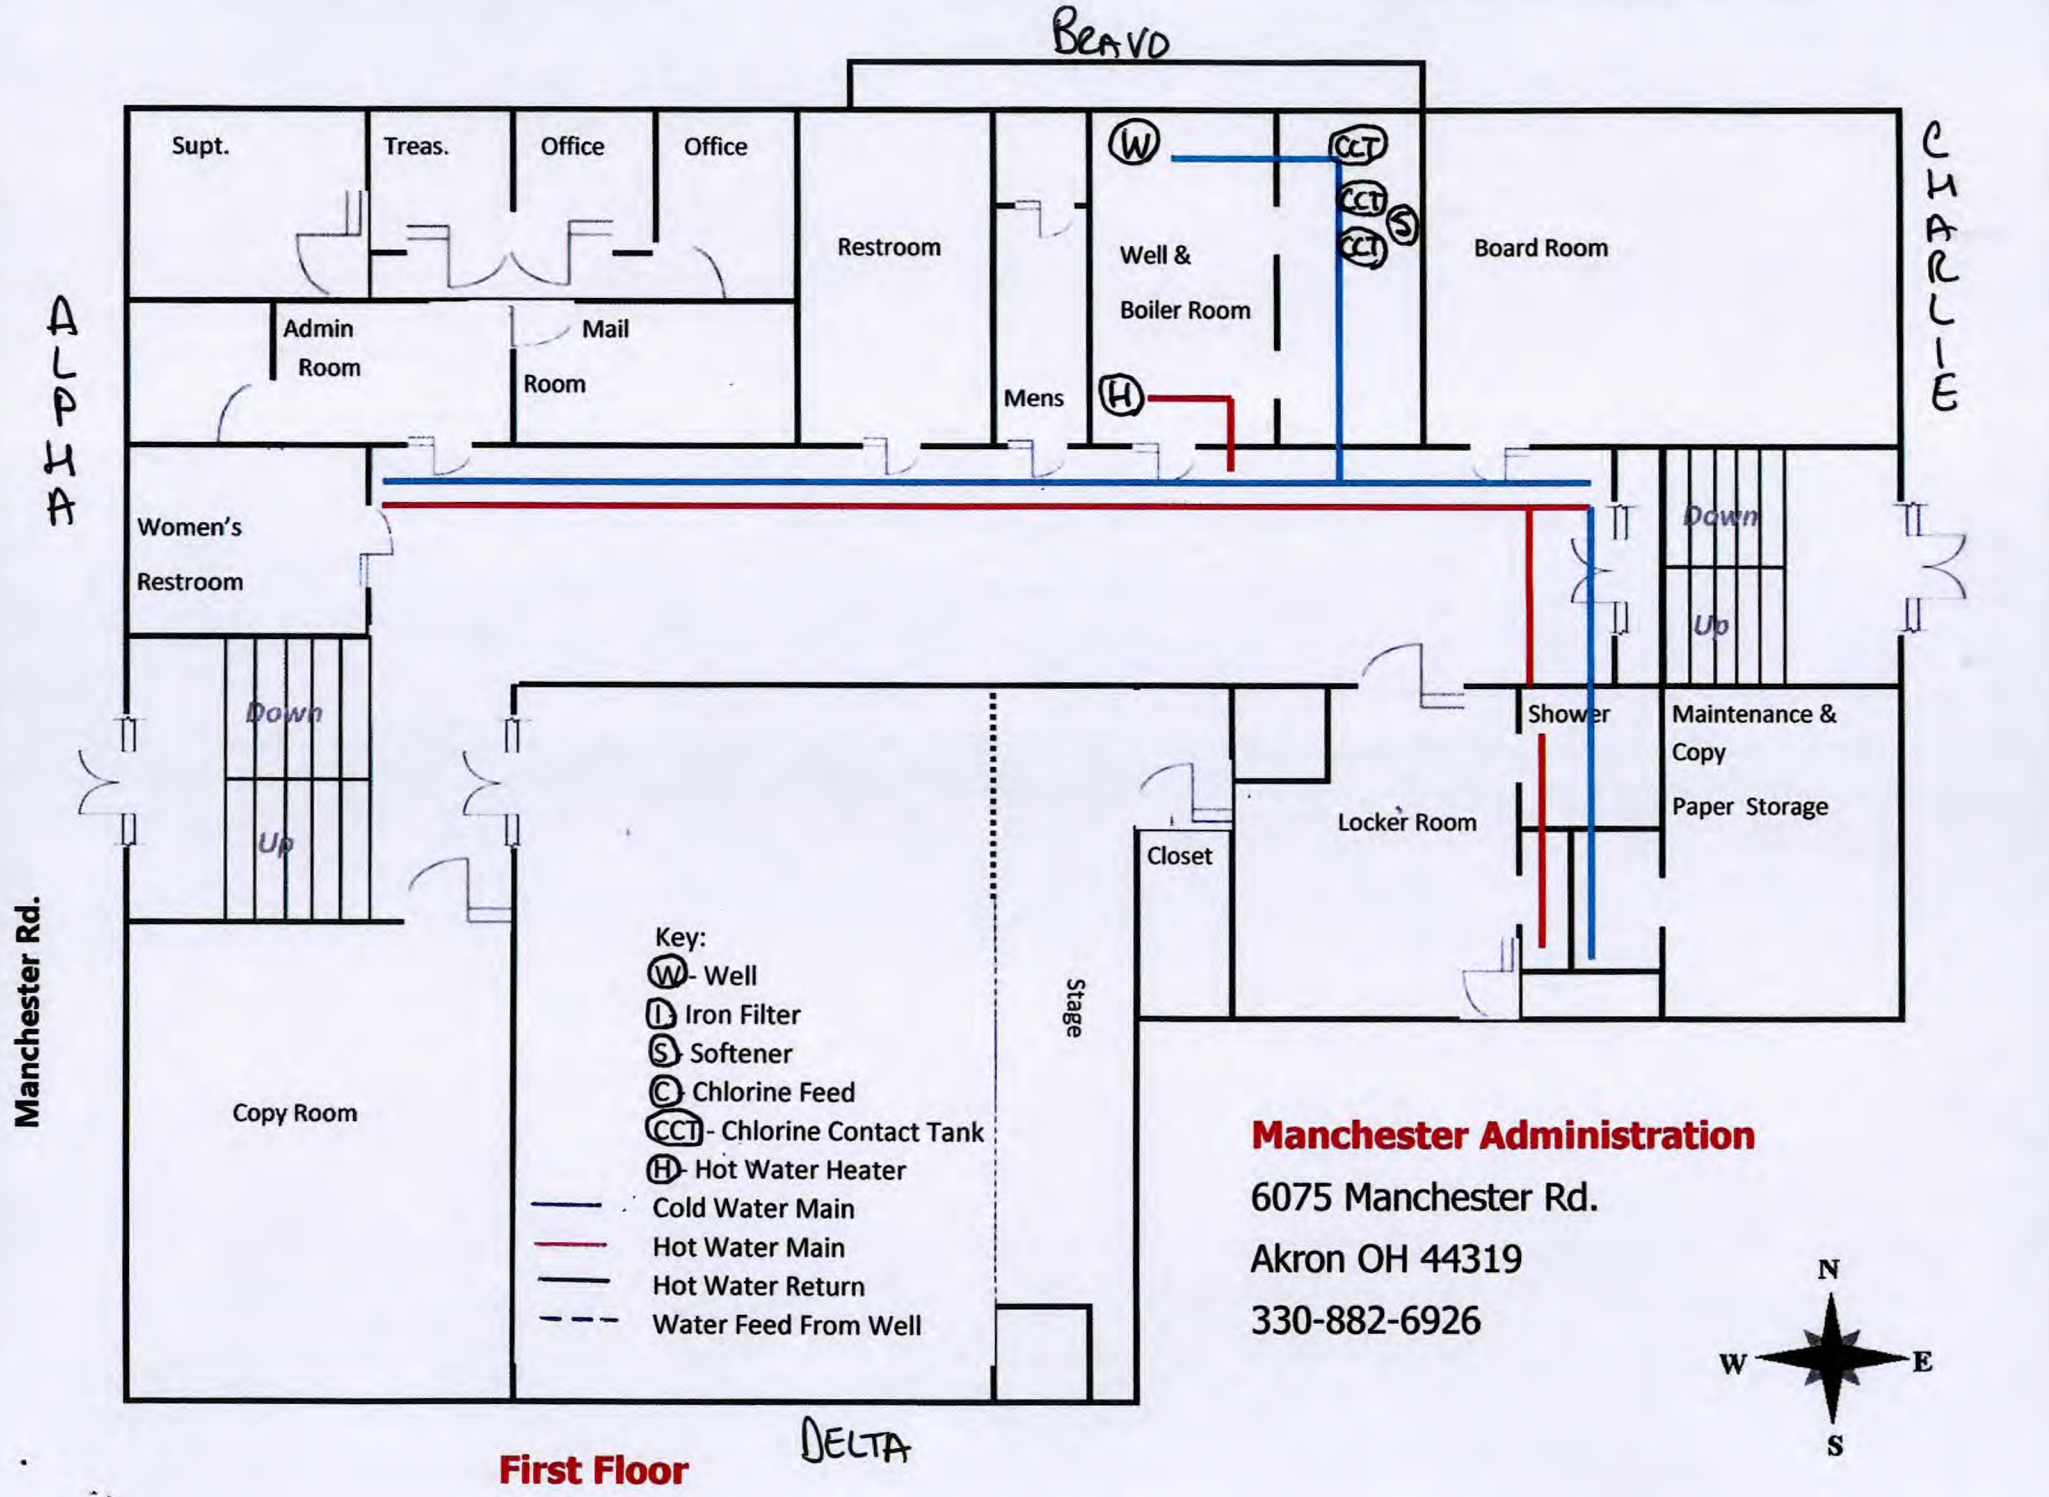 BRAVO
Supt.
Treas.
Office
Office
W
CCT
CCT
S
CCT
Restroom
Well &
Boiler Room
Board Room
CHARLIE
ALPHA
Admin
Room
Mail
Room
Mens
H
Women's
Restroom
Down
Up
Down
Up
Shower
Maintenance &
Copy
Paper Storage
Locker Room
Closet
Manchester Rd.
Copy Room
Stage
Key:
W - Well
I - Iron Filter
S - Softener
C - Chlorine Feed
CCT - Chlorine Contact Tank
H - Hot Water Heater
Cold Water Main
Hot Water Main
Hot Water Return
Water Feed From Well
Manchester Administration
6075 Manchester Rd.
Akron OH 44319
330-882-6926
N
W E
S
DELTA
First Floor